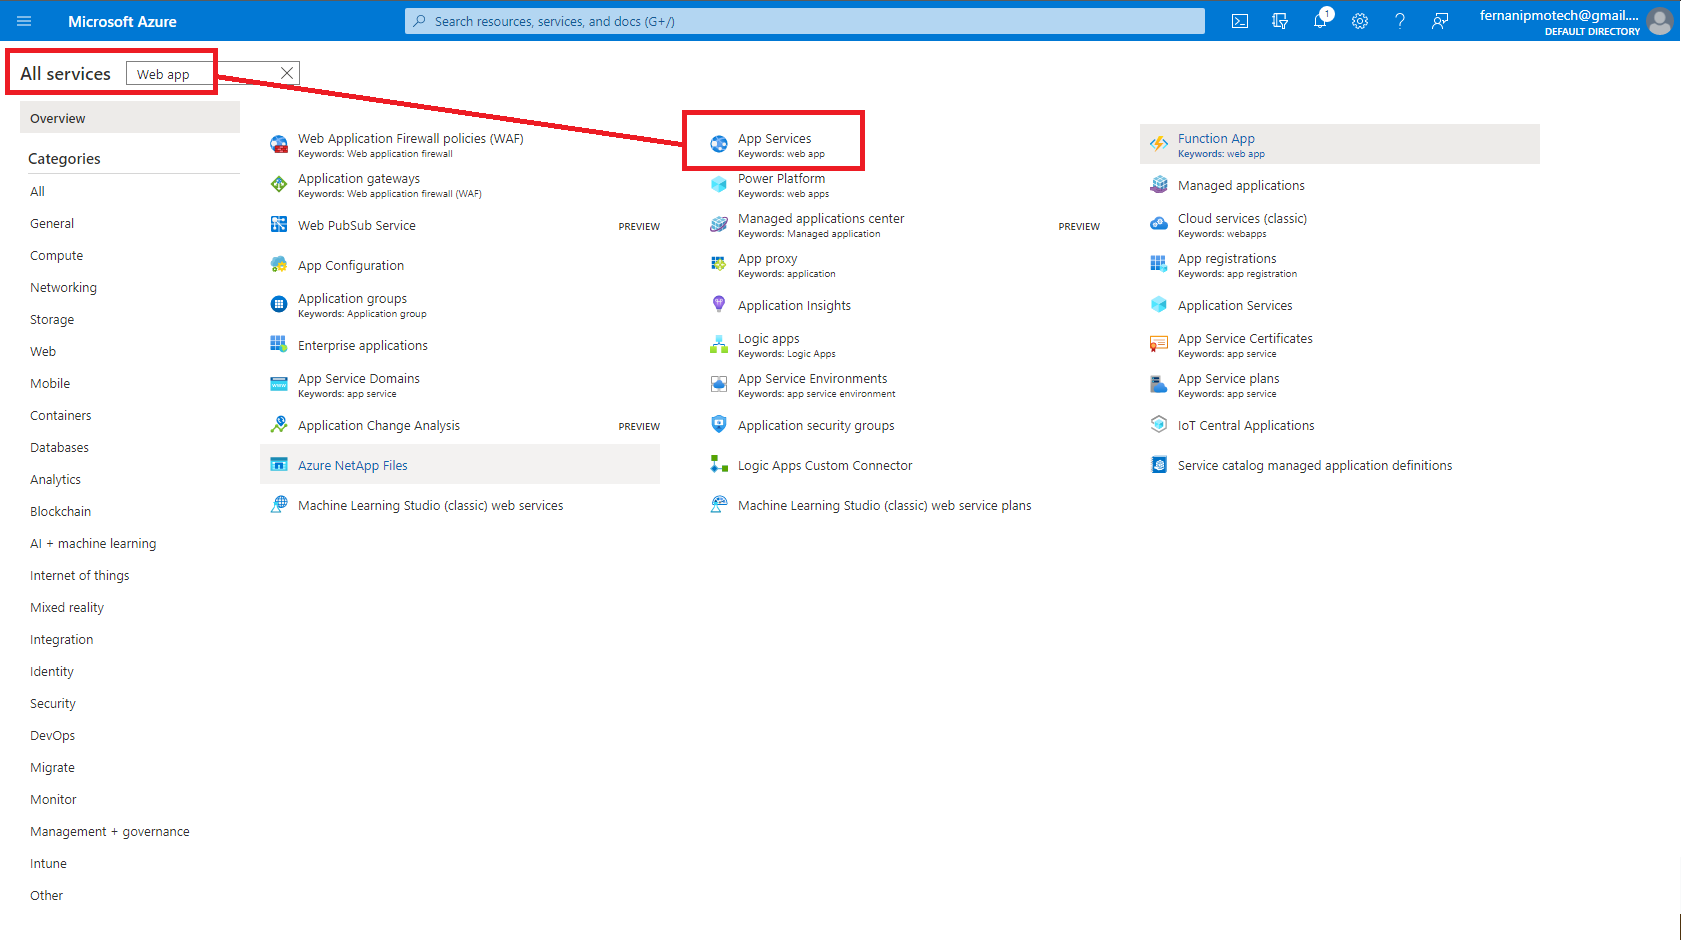 Microsoft Azure
Search resources, services, and docs (G+/)
1
fernanipmotech@gmail....
DEFAULT DIRECTORY
All services
Web app
Overview
Categories
All
General
Compute
Networking
Storage
Web
Mobile
Containers
Databases
Analytics
Blockchain
AI + machine learning
Internet of things
Mixed reality
Integration
Identity
Security
DevOps
Migrate
Monitor
Management + governance
Intune
Other
Web Application Firewall policies (WAF)
Keywords: Web application firewall
Application gateways
Keywords: Web application firewall (WAF)
Web PubSub Service PREVIEW
App Configuration
Application groups
Keywords: Application group
Enterprise applications
App Service Domains
Keywords: app service
Application Change Analysis PREVIEW
Azure NetApp Files
Machine Learning Studio (classic) web services
App Services
Keywords: web app
Power Platform
Keywords: web apps
Managed applications center PREVIEW
Keywords: Managed application
App proxy
Keywords: application
Application Insights
Logic apps
Keywords: Logic Apps
App Service Environments
Keywords: app service environment
Application security groups
Logic Apps Custom Connector
Machine Learning Studio (classic) web service plans
Function App
Keywords: web app
Managed applications
Cloud services (classic)
Keywords: webapps
App registrations
Keywords: app registration
Application Services
App Service Certificates
Keywords: app service
App Service plans
Keywords: app service
IoT Central Applications
Service catalog managed application definitions